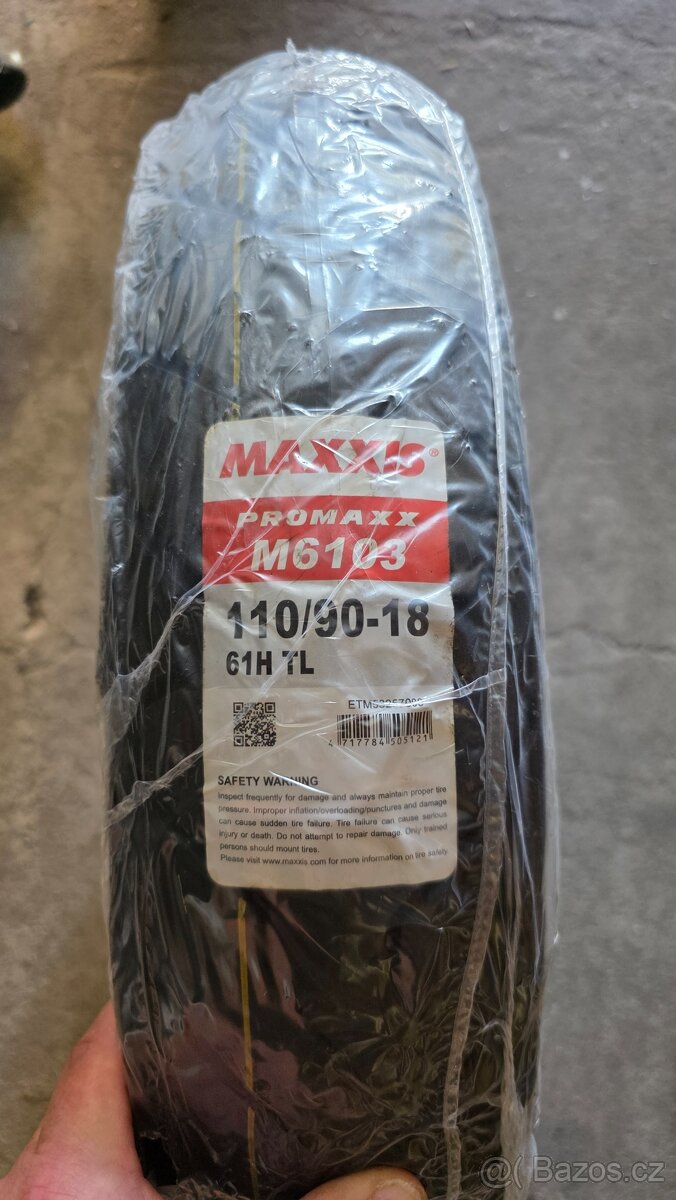 MAXXIS®
PROMAXX
M6103
110/90-18
61H TL
4 717784 505121
SAFETY WARNING
Inspect frequently for damage and always maintain proper tire
pressure. Improper inflation/overloading/punctures and damage
can cause sudden tire failure. Tire failure can cause serious
injury or death. Do not attempt to repair damage. Only trained
persons should mount tires.
Please visit www.maxxis.com for more information on tire safety
Bazos.cz